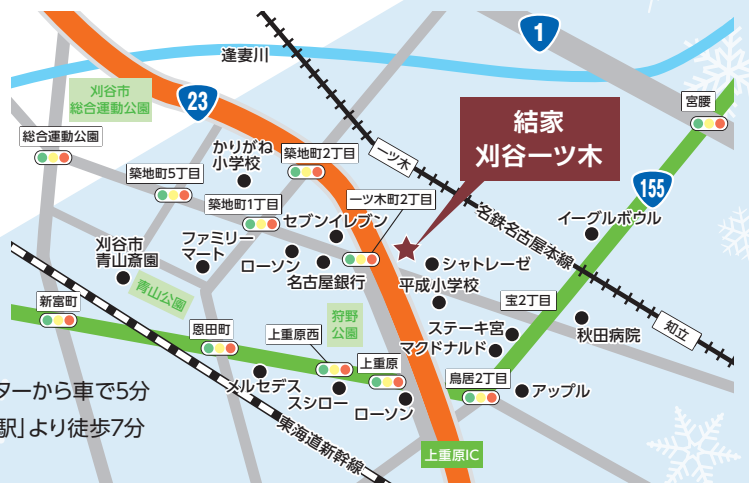 1
逢妻川
刈谷市
総合運動公園
23
宮腰
結家
刈谷一ツ木
総合運動公園
かりがね
小学校
築地町2丁目
一ツ木
155
築地町5丁目
築地町1丁目
一ツ木町2丁目
セブンイレブン
名鉄名古屋本線
イーグルボウル
刈谷市
青山斎園
ファミリー
マート
ローソン
名古屋銀行
シャトレーゼ
平成小学校
青山公園
新富町
狩野
公園
宝2丁目
恩田町
上重原西
ステーキ宮
秋田病院
知立
上重原
マクドナルド
鳥居2丁目
アップル
メルセデス
スシロー
ローソン
ターから車で5分
駅」より徒歩7分
東海道新幹線
上重原IC